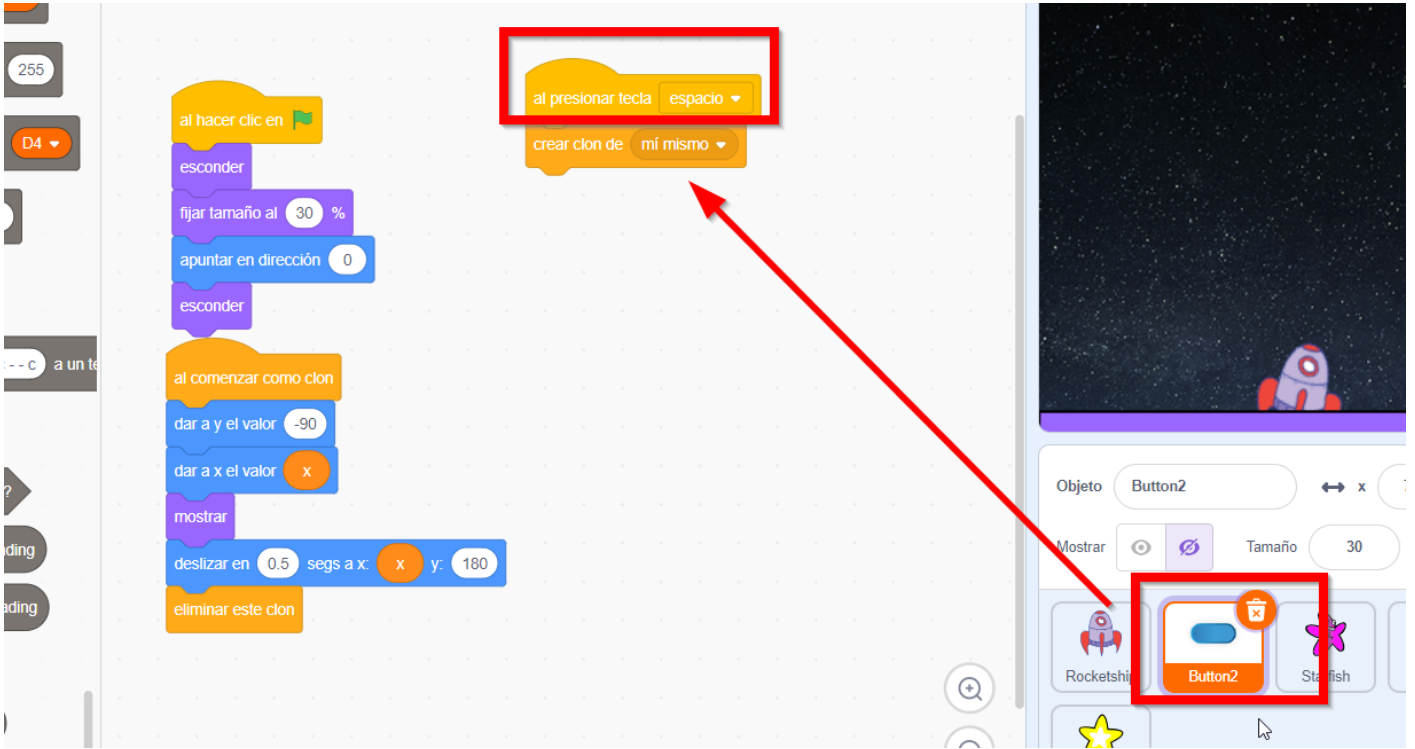 255
D4
- - c a un te
?
ding
ading
al hacer clic en
esconder
fijar tamaño al 30 %
apuntar en dirección 0
esconder
al comenzar como clon
dar a y el valor -90
dar a x el valor x
mostrar
deslizar en 0.5 segs a x: x y: 180
eliminar este clon
al presionar tecla espacio
crear clon de mí mismo
Objeto Button2 x
Mostrar Tamaño 30
Rocketship Button2 Starfish